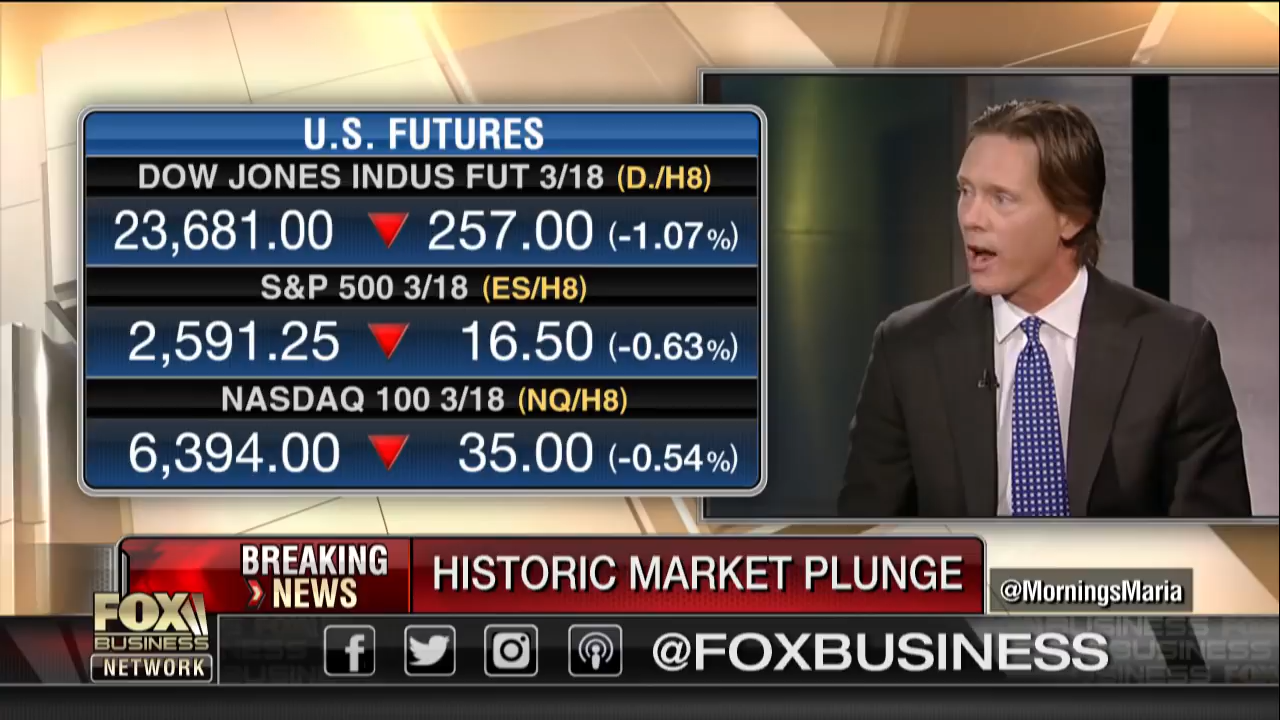 U.S. FUTURES
DOW JONES INDUS FUT 3/18 (D./H8)
23,681.00 ▼ 257.00 (-1.07%)
S&P 500 3/18 (ES/H8)
2,591.25 ▼ 16.50 (-0.63%)
NASDAQ 100 3/18 (NQ/H8)
6,394.00 ▼ 35.00 (-0.54%)
BREAKING
NEWS
HISTORIC MARKET PLUNGE
@MorningsMaria
FOX
BUSINESS
NETWORK
@FOXBUSINESS